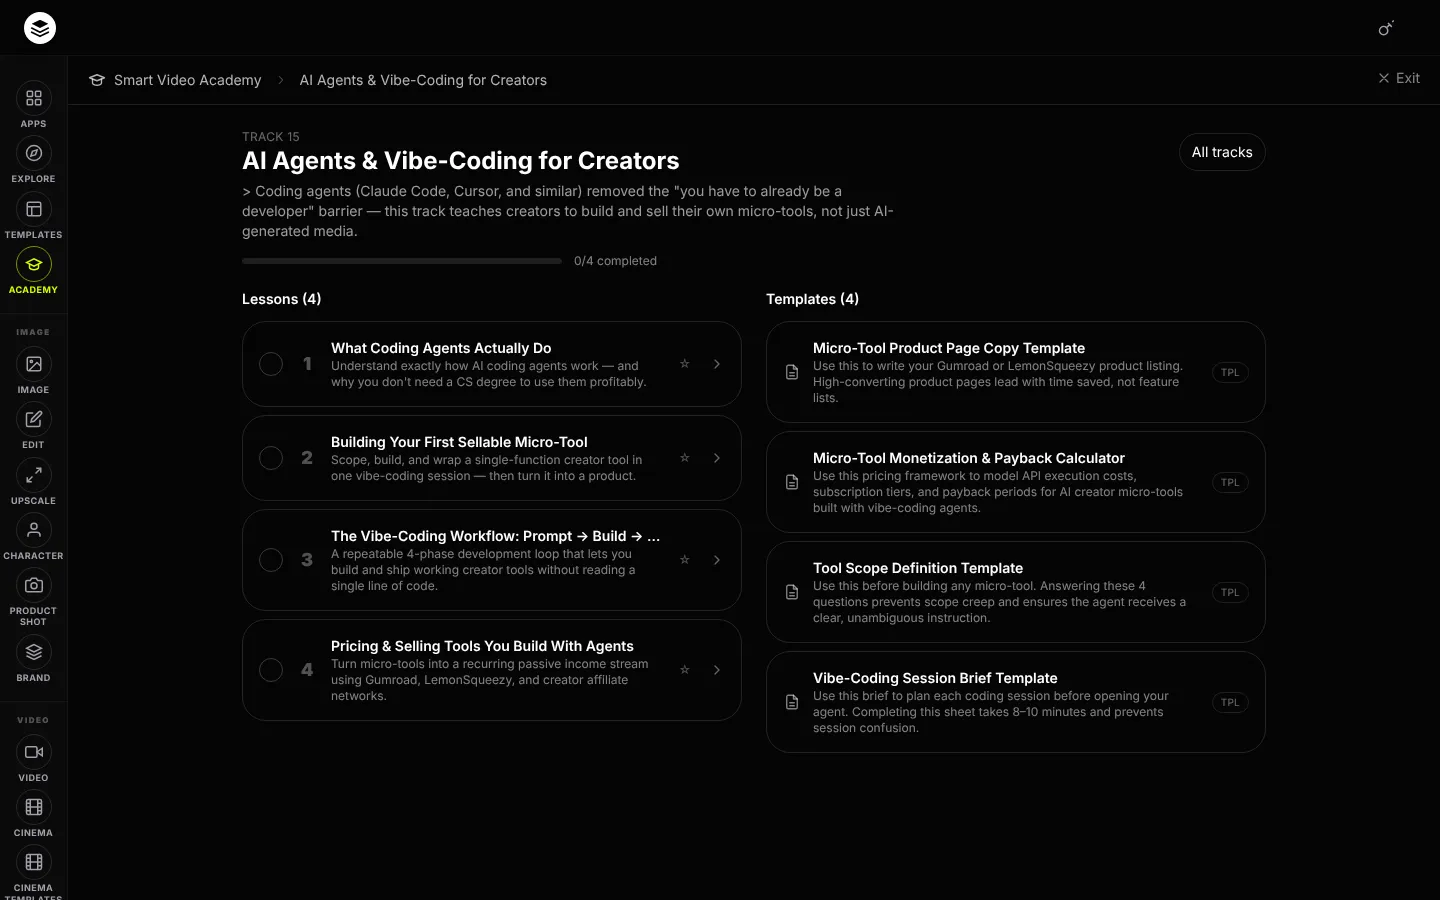 Smart Video Academy
AI Agents & Vibe-Coding for Creators
Exit
APPS
EXPLORE
TEMPLATES
ACADEMY
IMAGE
IMAGE
EDIT
UPSCALE
CHARACTER
PRODUCT
SHOT
BRAND
VIDEO
VIDEO
CINEMA
CINEMA
TEMPLATES
TRACK 15
AI Agents & Vibe-Coding for Creators
> Coding agents (Claude Code, Cursor, and similar) removed the "you have to already be a
developer" barrier — this track teaches creators to build and sell their own micro-tools, not just AI-
generated media.
0/4 completed
All tracks
Lessons (4)
1
What Coding Agents Actually Do
Understand exactly how AI coding agents work — and
why you don't need a CS degree to use them profitably.
2
Building Your First Sellable Micro-Tool
Scope, build, and wrap a single-function creator tool in
one vibe-coding session — then turn it into a product.
3
The Vibe-Coding Workflow: Prompt → Build → ...
A repeatable 4-phase development loop that lets you
build and ship working creator tools without reading a
single line of code.
4
Pricing & Selling Tools You Build With Agents
Turn micro-tools into a recurring passive income stream
using Gumroad, LemonSqueezy, and creator affiliate
networks.
Templates (4)
Micro-Tool Product Page Copy Template
Use this to write your Gumroad or LemonSqueezy product listing.
High-converting product pages lead with time saved, not feature
lists.
TPL
Micro-Tool Monetization & Payback Calculator
Use this pricing framework to model API execution costs,
subscription tiers, and payback periods for AI creator micro-tools
built with vibe-coding agents.
TPL
Tool Scope Definition Template
Use this before building any micro-tool. Answering these 4
questions prevents scope creep and ensures the agent receives a
clear, unambiguous instruction.
TPL
Vibe-Coding Session Brief Template
Use this brief to plan each coding session before opening your
agent. Completing this sheet takes 8–10 minutes and prevents
session confusion.
TPL